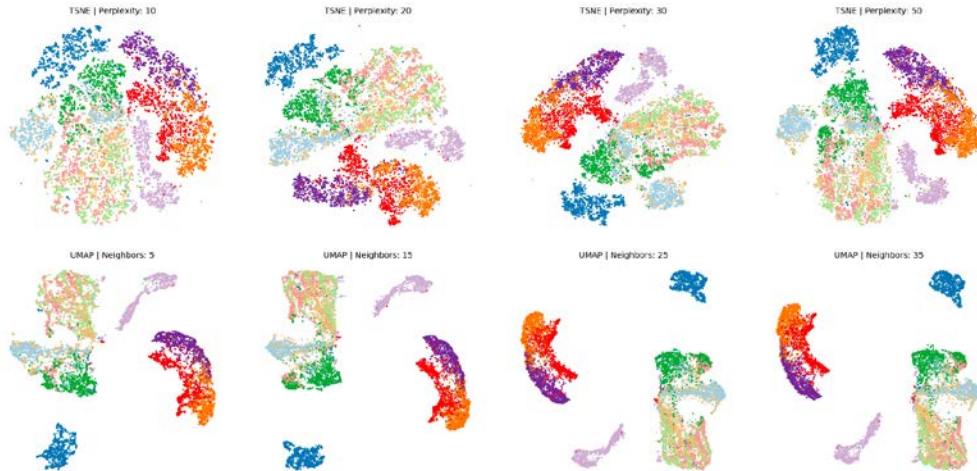 TSNE | Perplexity: 10
TSNE | Perplexity: 20
TSNE | Perplexity: 30
TSNE | Perplexity: 50
UMAP | Neighbors: 5
UMAP | Neighbors: 15
UMAP | Neighbors: 25
UMAP | Neighbors: 35